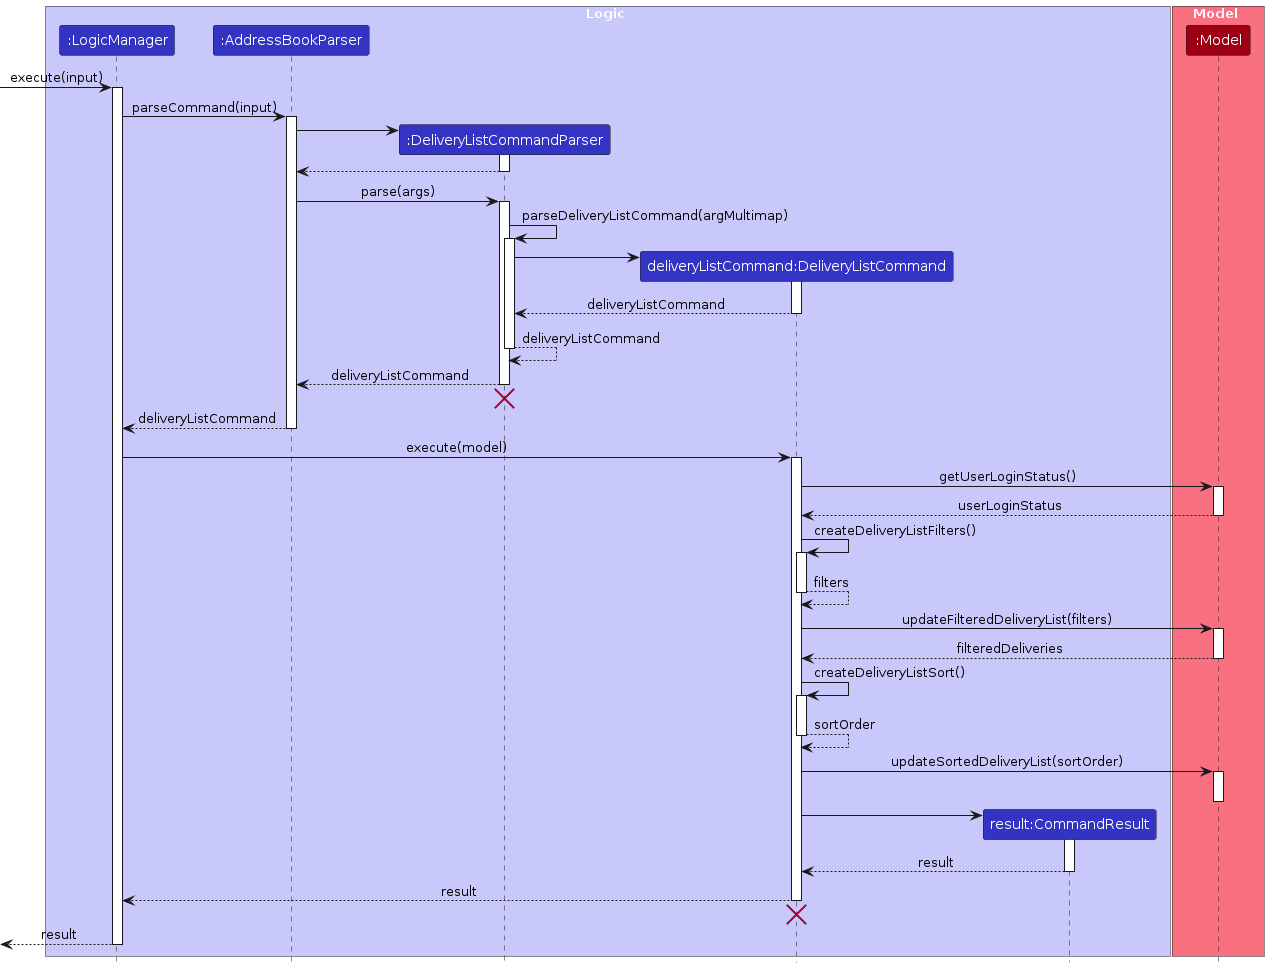 Logic
Model
:LogicManager
:AddressBookParser
:Model
execute(input)
parseCommand(input)
:DeliveryListCommandParser
parse(args)
parseDeliveryListCommand(argMultimap)
deliveryListCommand:DeliveryListCommand
deliveryListCommand
deliveryListCommand
deliveryListCommand
deliveryListCommand
execute(model)
getUserLoginStatus()
userLoginStatus
createDeliveryListFilters()
filters
updateFilteredDeliveryList(filters)
filteredDeliveries
createDeliveryListSort()
sortOrder
updateSortedDeliveryList(sortOrder)
result:CommandResult
result
result
result